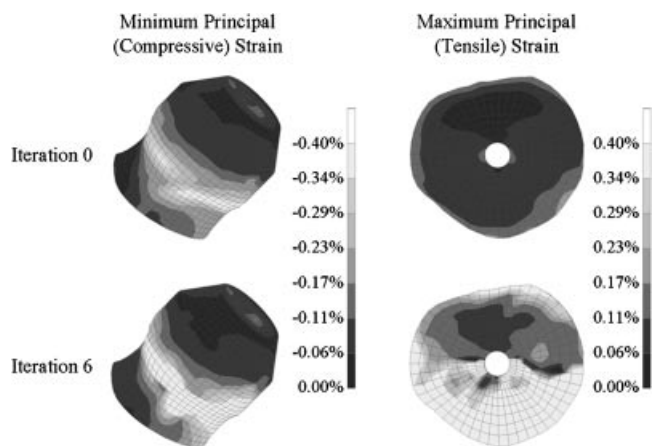 Minimum Principal
(Compressive) Strain
Maximum Principal
(Tensile) Strain
Iteration 0
-0.40%
-0.34%
-0.29%
-0.23%
-0.17%
-0.11%
-0.06%
0.00%
0.40%
0.34%
0.29%
0.23%
0.17%
0.11%
0.06%
0.00%
Iteration 6